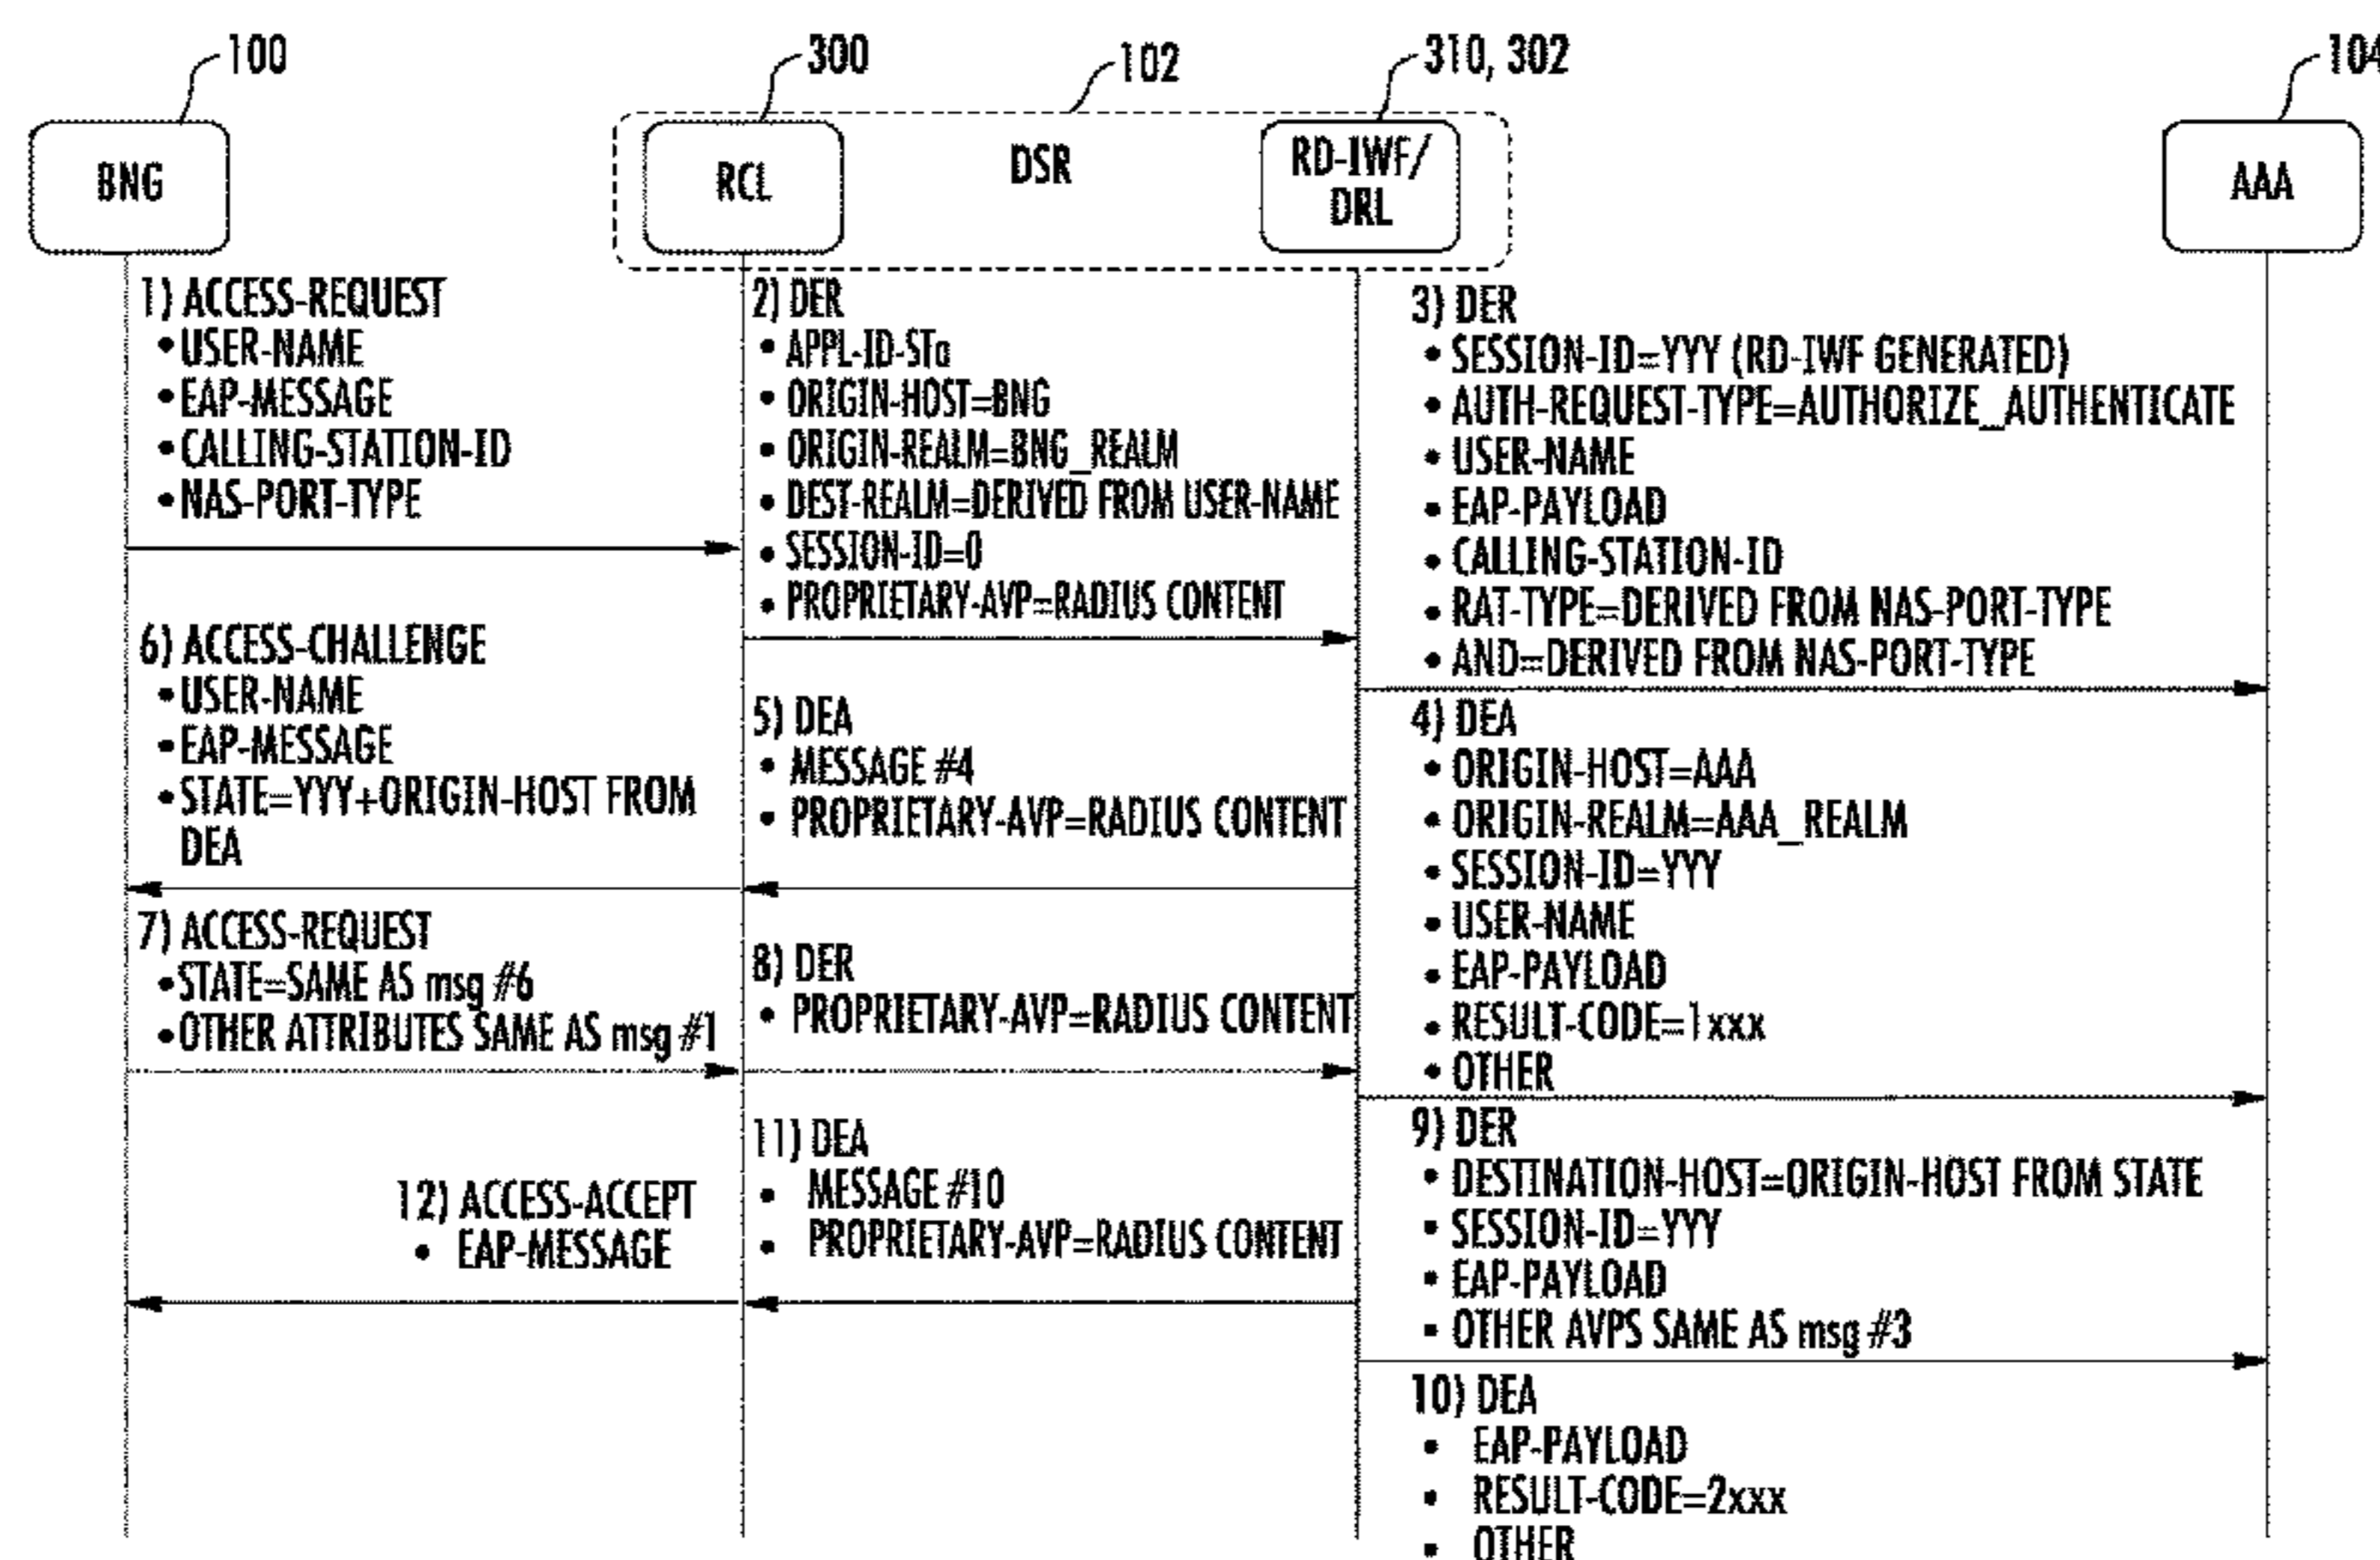 100
300
102
310, 302
104
BNG
RCL
DSR
RD-IWF/
DRL
AAA
1) ACCESS-REQUEST
•USER-NAME
•EAP-MESSAGE
•CALLING-STATION-ID
•NAS-PORT-TYPE
2) DER
• APPL-ID-STa
• ORIGIN-HOST=BNG
• ORIGIN-REALM=BNG_REALM
• DEST-REALM=DERIVED FROM USER-NAME
• SESSION-ID=0
• PROPRIETARY-AVP=RADIUS CONTENT
3) DER
• SESSION-ID=YYY (RD-IWF GENERATED)
• AUTH-REQUEST-TYPE=AUTHORIZE_AUTHENTICATE
• USER-NAME
• EAP-PAYLOAD
• CALLING-STATION-ID
• RAT-TYPE=DERIVED FROM NAS-PORT-TYPE
• AND=DERIVED FROM NAS-PORT-TYPE
4) DEA
• ORIGIN-HOST=AAA
• ORIGIN-REALM=AAA_REALM
• SESSION-ID=YYY
• USER-NAME
• EAP-PAYLOAD
• RESULT-CODE=1xxx
• OTHER
5) DEA
• MESSAGE #4
• PROPRIETARY-AVP=RADIUS CONTENT
6) ACCESS-CHALLENGE
•USER-NAME
•EAP-MESSAGE
•STATE=YYY+ORIGIN-HOST FROM
DEA
7) ACCESS-REQUEST
•STATE=SAME AS msg #6
•OTHER ATTRIBUTES SAME AS msg #1
8) DER
• PROPRIETARY-AVP=RADIUS CONTENT
9) DER
• DESTINATION-HOST=ORIGIN-HOST FROM STATE
• SESSION-ID=YYY
• EAP-PAYLOAD
• OTHER AVPS SAME AS msg #3
10) DEA
• EAP-PAYLOAD
• RESULT-CODE=2xxx
• OTHER
11) DEA
• MESSAGE #10
• PROPRIETARY-AVP=RADIUS CONTENT
12) ACCESS-ACCEPT
• EAP-MESSAGE